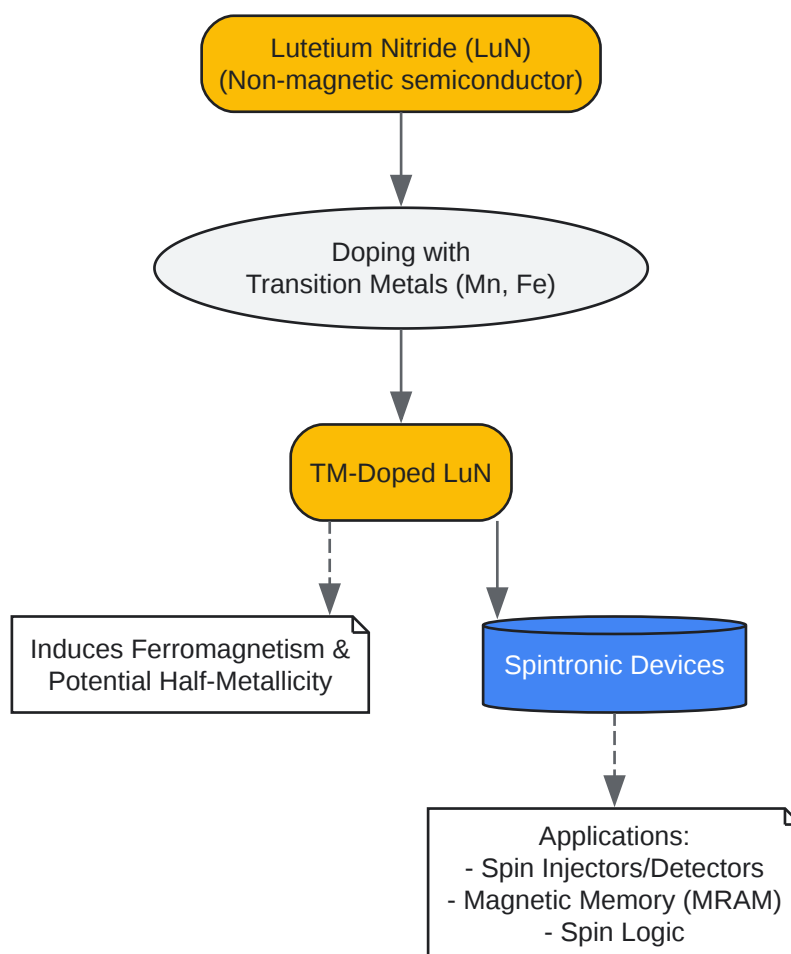 Lutetium Nitride (LuN)
(Non-magnetic semiconductor)
Doping with
Transition Metals (Mn, Fe)
TM-Doped LuN
Induces Ferromagnetism &
Potential Half-Metallicity
Spintronic Devices
Applications:
- Spin Injectors/Detectors
- Magnetic Memory (MRAM)
- Spin Logic